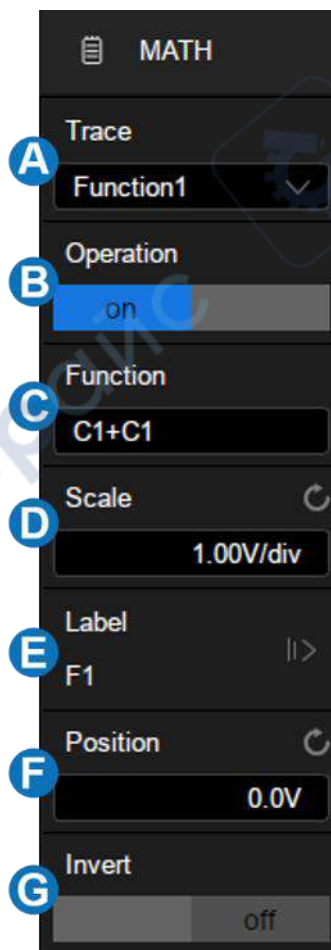 MATH
A
Trace
Function1
B
Operation
on
C
Function
C1+C1
D
Scale
1.00V/div
E
Label
F1
F
Position
0.0V
G
Invert
off